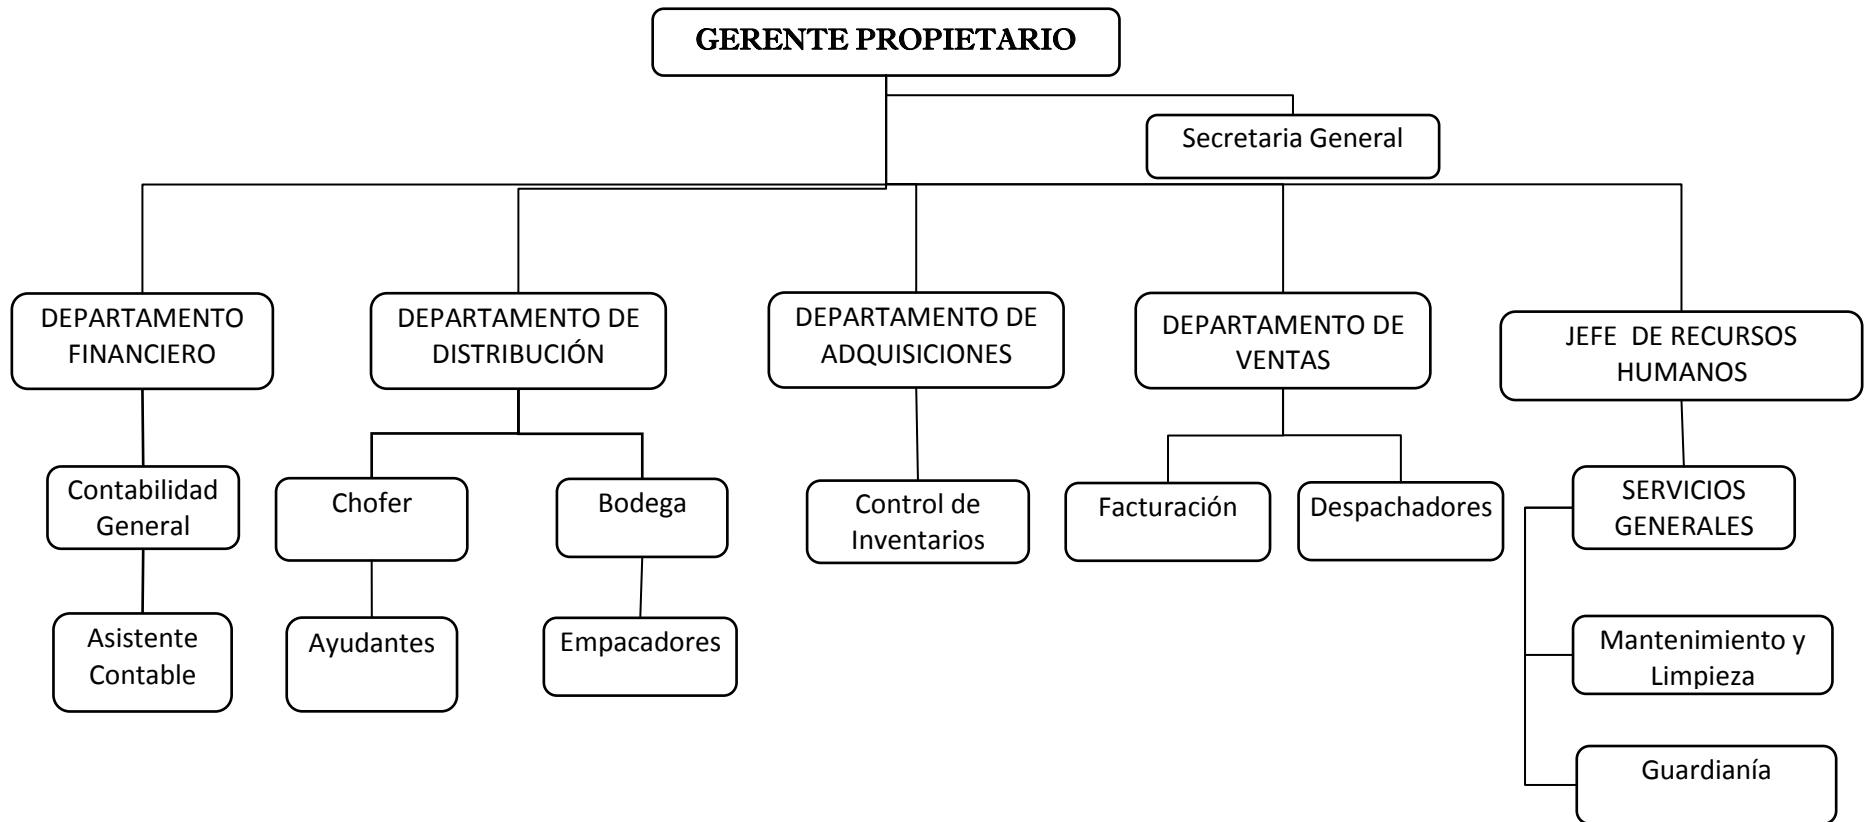 GERENTE PROPIETARIO
Secretaria General
DEPARTAMENTO
FINANCIERO
DEPARTAMENTO DE
DISTRIBUCIÓN
DEPARTAMENTO DE
ADQUISICIONES
DEPARTAMENTO DE
VENTAS
JEFE DE RECURSOS
HUMANOS
Contabilidad
General
Chofer
Bodega
Control de
Inventarios
Facturación
Despachadores
SERVICIOS
GENERALES
Asistente
Contable
Ayudantes
Empacadores
Mantenimiento y
Limpieza
Guardianía